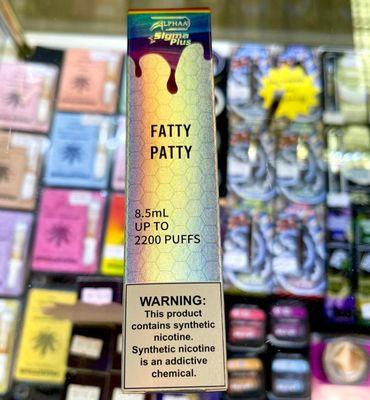 ALPHAA
Sigma
Plus
FATTY
PATTY
8.5mL
UP TO
2200 PUFFS
WARNING:
This product
contains synthetic
nicotine.
Synthetic nicotine
is an addictive
chemical.